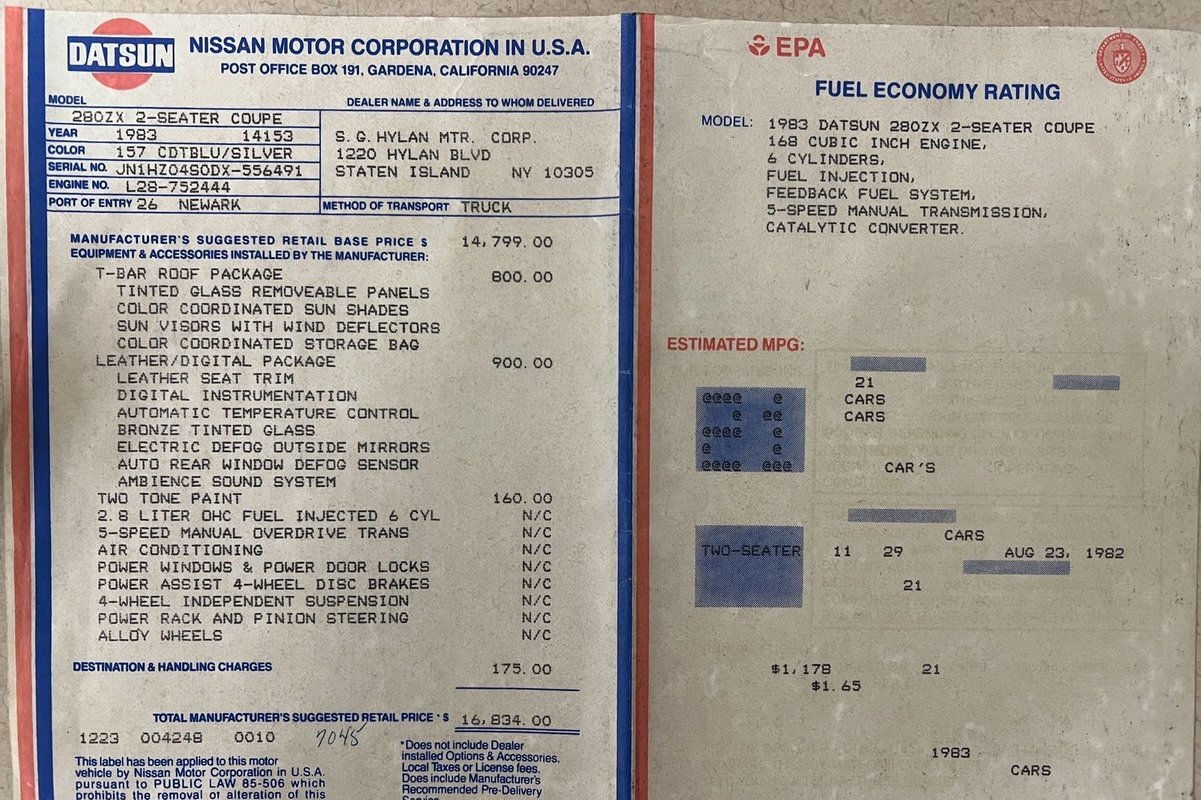 DATSUN
NISSAN MOTOR CORPORATION IN U.S.A.
POST OFFICE BOX 191, GARDENA, CALIFORNIA 90247
MODEL
280ZX 2-SEATER COUPE
YEAR 1983 14153
COLOR 157 CDTBLU/SILVER
SERIAL NO. JN1HZ04S0DX-556491
ENGINE NO. L28-752444
PORT OF ENTRY 26 NEWARK
DEALER NAME & ADDRESS TO WHOM DELIVERED
S. G. HYLAN MTR. CORP.
1220 HYLAN BLVD
STATEN ISLAND NY 10305
METHOD OF TRANSPORT TRUCK
MANUFACTURER'S SUGGESTED RETAIL BASE PRICE $ 14,799.00
EQUIPMENT & ACCESSORIES INSTALLED BY THE MANUFACTURER:
T-BAR ROOF PACKAGE 800.00
TINTED GLASS REMOVEABLE PANELS
COLOR COORDINATED SUN SHADES
SUN VISORS WITH WIND DEFLECTORS
COLOR COORDINATED STORAGE BAG
LEATHER/DIGITAL PACKAGE 900.00
LEATHER SEAT TRIM
DIGITAL INSTRUMENTATION
AUTOMATIC TEMPERATURE CONTROL
BRONZE TINTED GLASS
ELECTRIC DEFOG OUTSIDE MIRRORS
AUTO REAR WINDOW DEFOG SENSOR
AMBIENCE SOUND SYSTEM
TWO TONE PAINT 160.00
2.8 LITER OHC FUEL INJECTED 6 CYL N/C
5-SPEED MANUAL OVERDRIVE TRANS N/C
AIR CONDITIONING N/C
POWER WINDOWS & POWER DOOR LOCKS N/C
POWER ASSIST 4-WHEEL DISC BRAKES N/C
4-WHEEL INDEPENDENT SUSPENSION N/C
POWER RACK AND PINION STEERING N/C
ALLOY WHEELS N/C
DESTINATION & HANDLING CHARGES 175.00
TOTAL MANUFACTURER'S SUGGESTED RETAIL PRICE * $ 16,834.00
1223 004248 0010 7045
This label has been applied to this motor
vehicle by Nissan Motor Corporation in U.S.A.
pursuant to PUBLIC LAW 85-506 which
prohibits the removal or alteration of this
*Does not include Dealer
installed Options & Accessories.
Local Taxes or License fees.
Does include Manufacturer's
Recommended Pre-Delivery
Service
EPA
FUEL ECONOMY RATING
MODEL: 1983 DATSUN 280ZX 2-SEATER COUPE
168 CUBIC INCH ENGINE,
6 CYLINDERS,
FUEL INJECTION,
FEEDBACK FUEL SYSTEM,
5-SPEED MANUAL TRANSMISSION,
CATALYTIC CONVERTER.
ESTIMATED MPG:
21
@@@@ @
CARS
@ @@
CARS
@@@@ @
@ @
@@@@ @@@
CAR'S
CARS
TWO-SEATER 11 29 AUG 23, 1982
21
$1,178 21
$1.65
1983
CARS